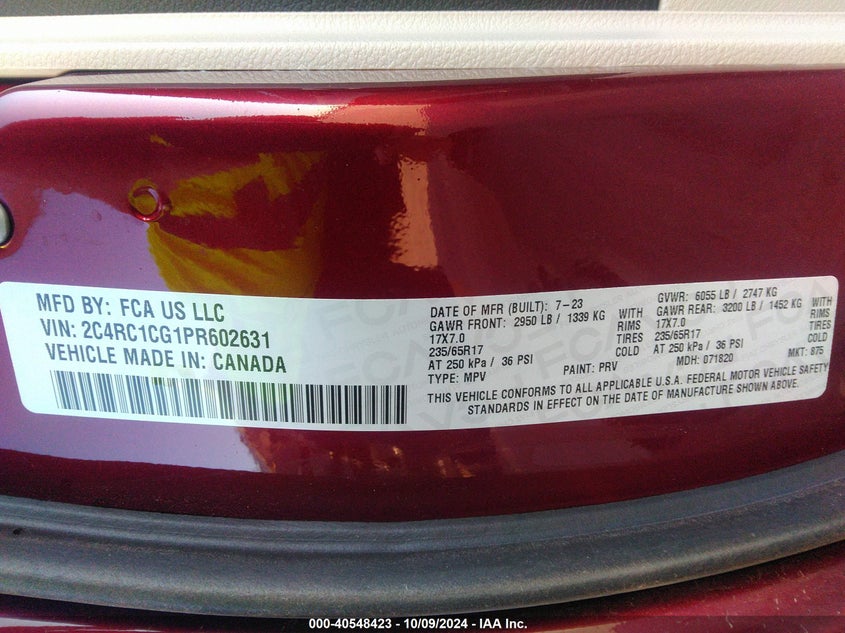 MFD BY: FCA US LLC
VIN: 2C4RC1CG1PR602631
VEHICLE MADE IN: CANADA
DATE OF MFR (BUILT): 7-23
GVWR: 6055 LB / 2747 KG
GAWR FRONT: 2950 LB / 1339 KG WITH
17X7.0 RIMS
235/65R17 TIRES
AT 250 kPa / 36 PSI COLD
GAWR REAR: 3200 LB / 1452 KG WITH
17X7.0 RIMS
235/65R17 TIRES
AT 250 kPa / 36 PSI COLD
TYPE: MPV PAINT: PRV MDH: 071820 MKT: 875
THIS VEHICLE CONFORMS TO ALL APPLICABLE U.S.A. FEDERAL MOTOR VEHICLE SAFETY
STANDARDS IN EFFECT ON THE DATE OF MANUFACTURE SHOWN ABOVE.
000-40548423 - 10/09/2024 - IAA Inc.